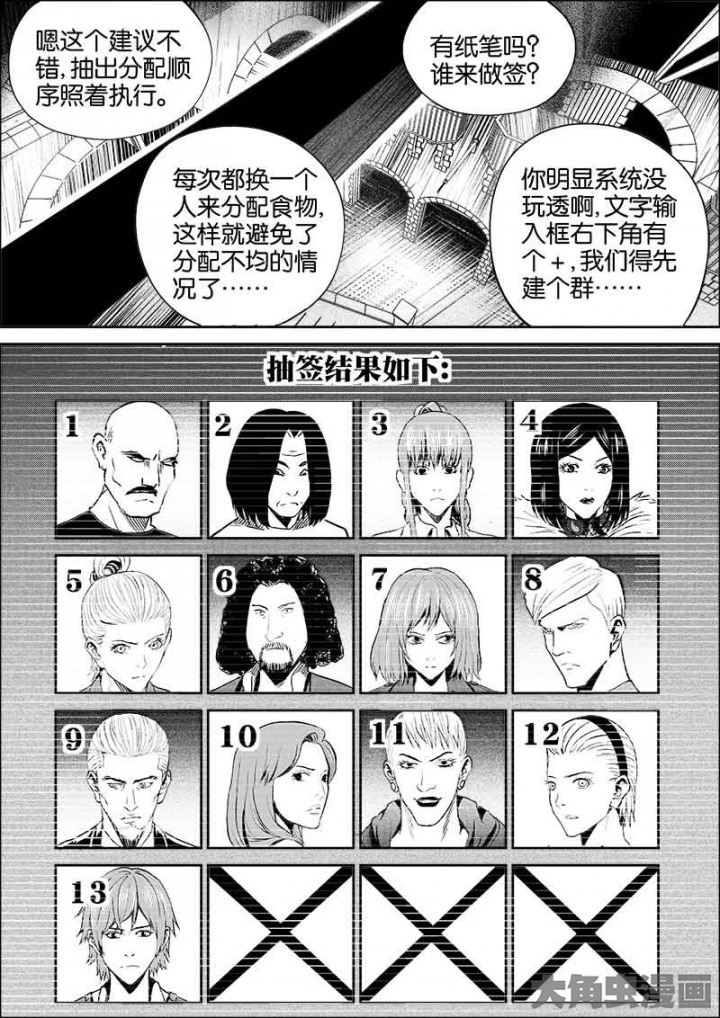 嗯这个建议不
错，抽出分配顺
序照着执行。
有纸笔吗？
谁来做签？
每次都换一个
人来分配食物，
这样就避免了
分配不均的情
况了……
你明显系统没
玩透啊，文字输
入框右下角有
个+，我们得先
建个群……
抽签结果如下：
1
2
3
4
5
6
7
8
9
10
11
12
13
大角虫漫画